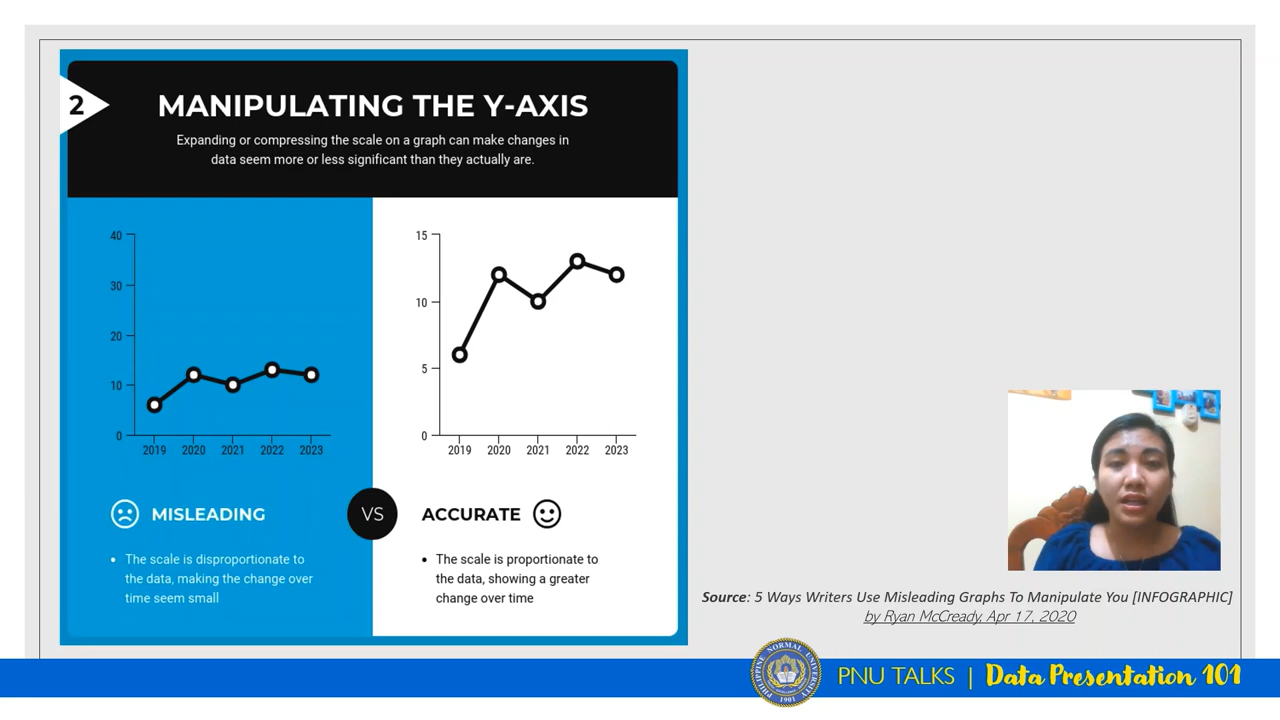 2
MANIPULATING THE Y-AXIS
Expanding or compressing the scale on a graph can make changes in
data seem more or less significant than they actually are.
40
30
20
10
0
2019 2020 2021 2022 2023
15
10
5
0
2019 2020 2021 2022 2023
MISLEADING
VS
ACCURATE
• The scale is disproportionate to
the data, making the change over
time seem small
• The scale is proportionate to
the data, showing a greater
change over time
Source: 5 Ways Writers Use Misleading Graphs To Manipulate You [INFOGRAPHIC]
by Ryan McCready, Apr 17, 2020
PHILIPPINE NORMAL UNIVERSITY
1901
PNU TALKS | Data Presentation 101